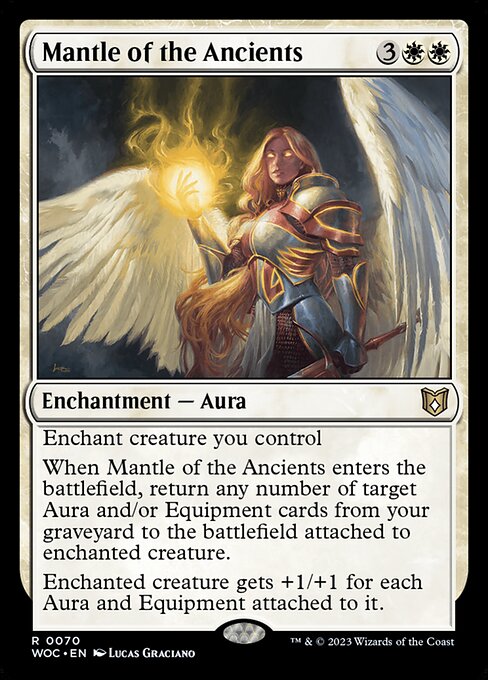 Mantle of the Ancients 3
Enchantment — Aura
Enchant creature you control
When Mantle of the Ancients enters the
battlefield, return any number of target
Aura and/or Equipment cards from your
graveyard to the battlefield attached to
enchanted creature.
Enchanted creature gets +1/+1 for each
Aura and Equipment attached to it.
R 0070
WOC • EN Lucas Graciano
™ & © 2023 Wizards of the Coast